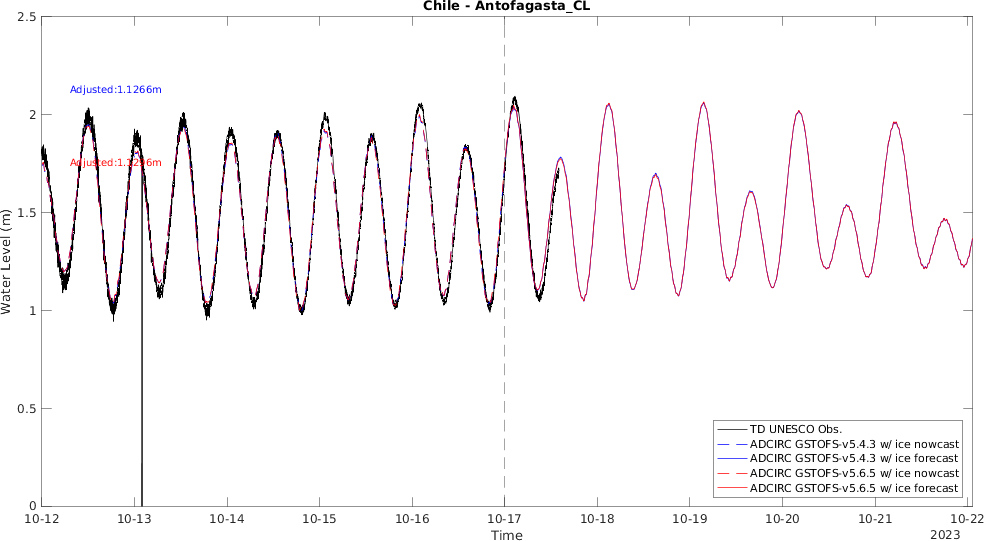 Chile - Antofagasta_CL
2.5
2
1.5
1
0.5
0
Water Level (m)
Adjusted:1.1266m
Adjusted:1.1296m
TD UNESCO Obs.
ADCIRC GSTOFS-v5.4.3 w/ ice nowcast
ADCIRC GSTOFS-v5.4.3 w/ ice forecast
ADCIRC GSTOFS-v5.6.5 w/ ice nowcast
ADCIRC GSTOFS-v5.6.5 w/ ice forecast
10-12 10-13 10-14 10-15 10-16 10-17 10-18 10-19 10-20 10-21 10-22
Time
2023